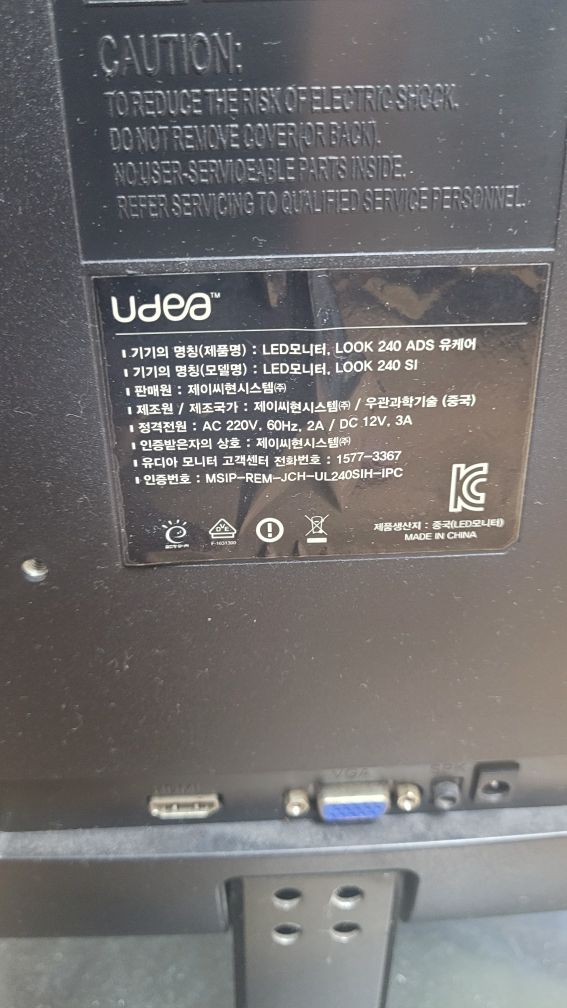 CAUTION:
TO REDUCE THE RISK OF ELECTRIC SHOCK.
DO NOT REMOVE COVER(OR BACK).
NO USER-SERVICEABLE PARTS INSIDE.
REFER SERVICING TO QUALIFIED SERVICE PERSONNEL.
udea™
기기의 명칭(제품명) : LED모니터, LOOK 240 ADS 유케어
기기의 명칭(모델명) : LED모니터, LOOK 240 SI
판매원 : 제이씨현시스템㈜
제조원 / 제조국가 : 제이씨현시스템㈜ / 우관과학기술 (중국)
정격전원 : AC 220V, 60Hz, 2A / DC 12V, 3A
인증받은자의 상호 : 제이씨현시스템㈜
유디아 모니터 고객센터 전화번호 : 1577-3367
인증번호 : MSIP-REM-JCH-UL240SIH-IPC
제품생산지 : 중국(LED모니터)
MADE IN CHINA
HDMI
VGA